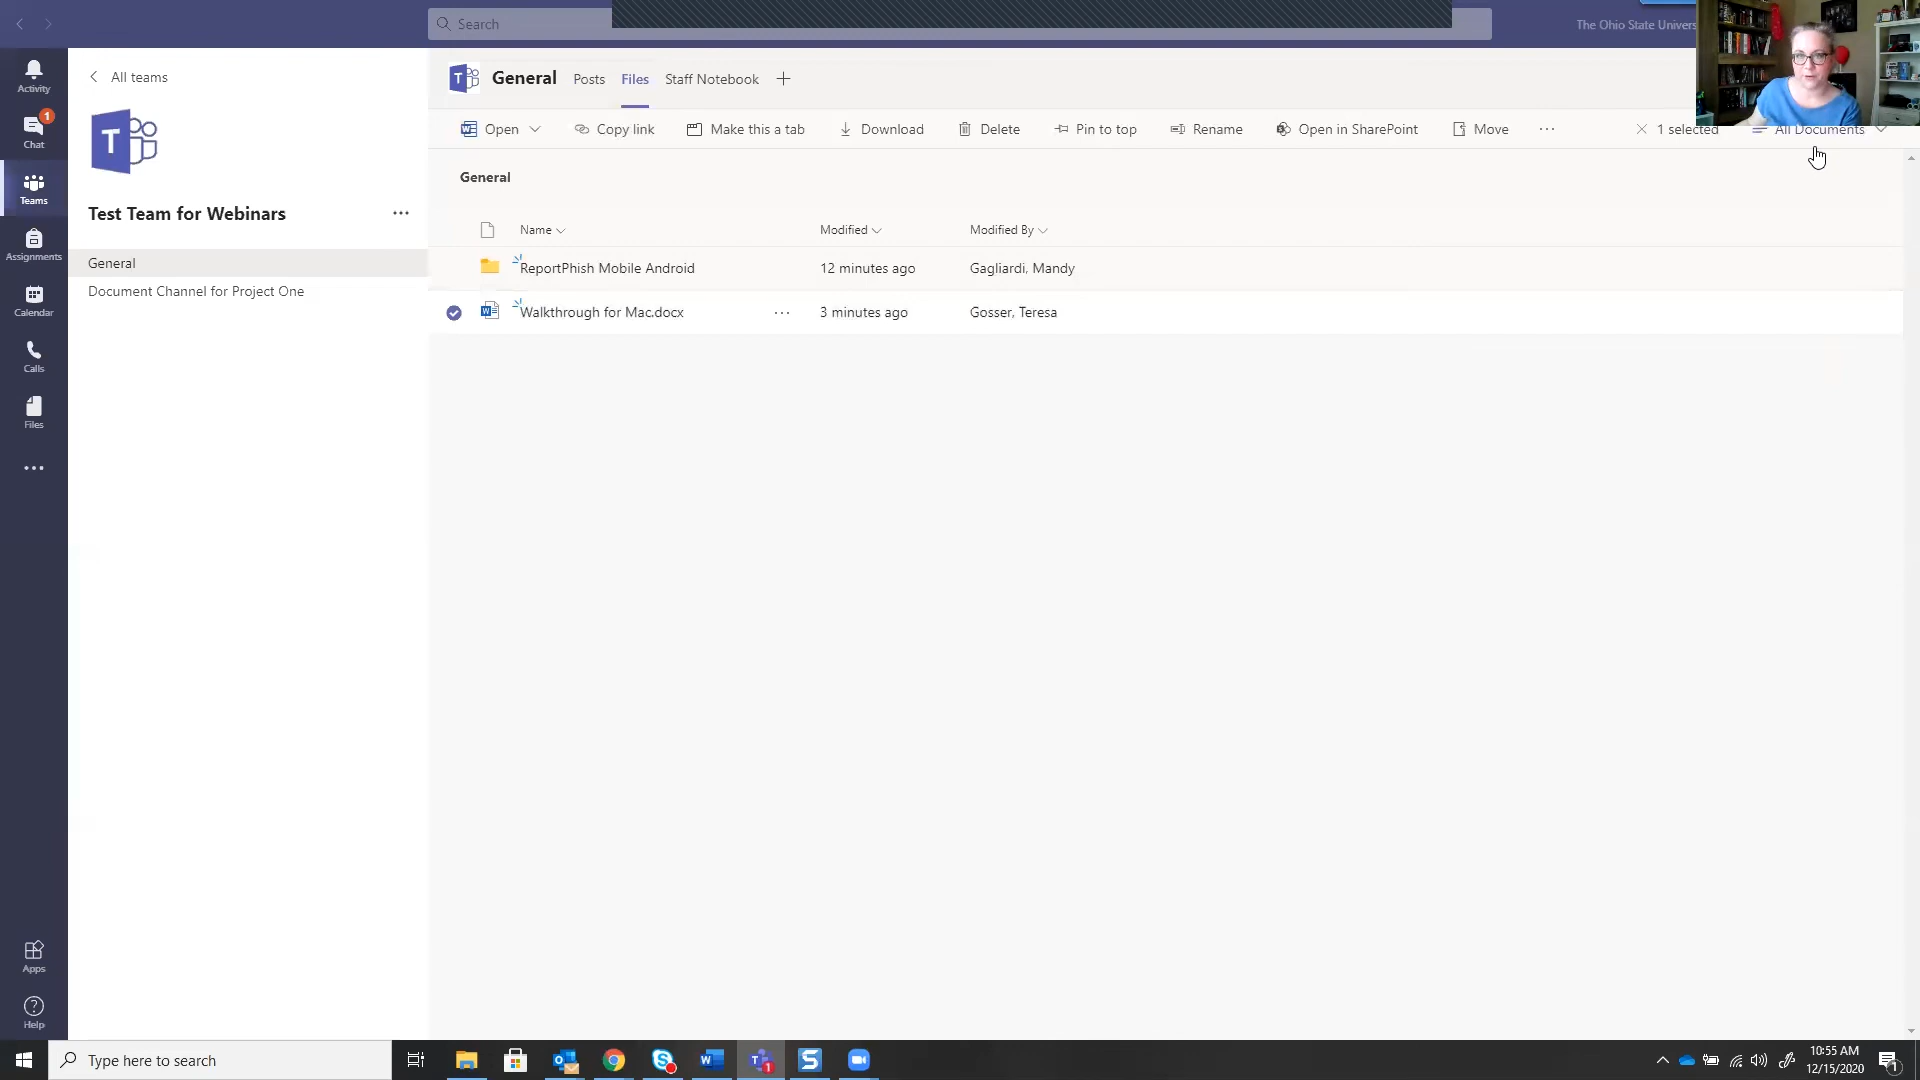 Search
The Ohio State Univers
Activity
1
Chat
Teams
Assignments
Calendar
Calls
Files
Apps
Help
All teams
T
Test Team for Webinars
General
Document Channel for Project One
T
General
Posts
Files
Staff Notebook
Open
Copy link
Make this a tab
Download
Delete
Pin to top
Rename
Open in SharePoint
Move
1 selected
All Documents
General
Name
Modified
Modified By
ReportPhish Mobile Android
12 minutes ago
Gagliardi, Mandy
Walkthrough for Mac.docx
3 minutes ago
Gosser, Teresa
Type here to search
10:55 AM
12/15/2020
1